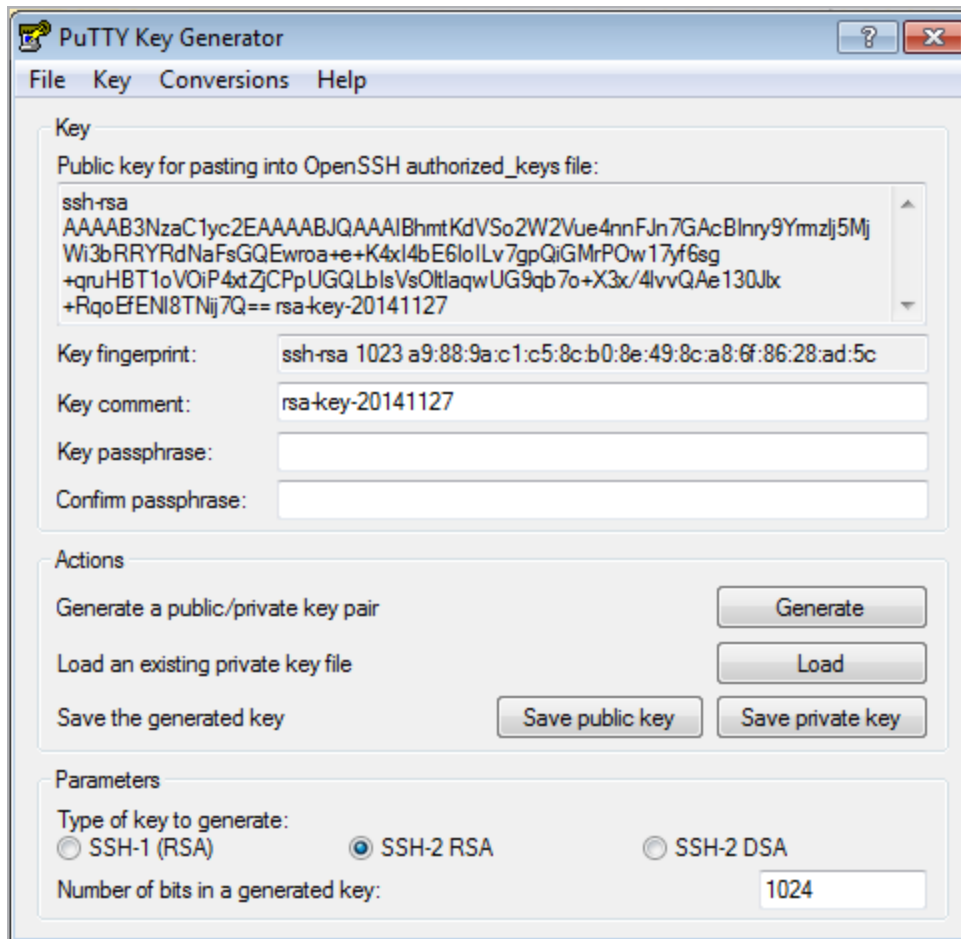 PuTTY Key Generator
File Key Conversions Help
Key
Public key for pasting into OpenSSH authorized_keys file:
ssh-rsa
AAAAB3NzaC1yc2EAAAABJQAAAIBhmtKdVSo2W2Vue4nnFJn7GAcBlnry9Yrmzlj5Mj
Wi3bRRYRdNaFsGQEwroa+e+K4xI4bE6loILv7gpQiGMrPOw17yf6sg
+qruHBT1oVOiP4xtZjCPpUGQLbIsVsOltlaqwUG9qb7o+X3x/4lvvQAe130Jlx
+RqoEfENI8TNij7Q== rsa-key-20141127
Key fingerprint: ssh-rsa 1023 a9:88:9a:c1:c5:8c:b0:8e:49:8c:a8:6f:86:28:ad:5c
Key comment: rsa-key-20141127
Key passphrase:
Confirm passphrase:
Actions
Generate a public/private key pair Generate
Load an existing private key file Load
Save the generated key Save public key Save private key
Parameters
Type of key to generate:
SSH-1 (RSA) SSH-2 RSA SSH-2 DSA
Number of bits in a generated key: 1024